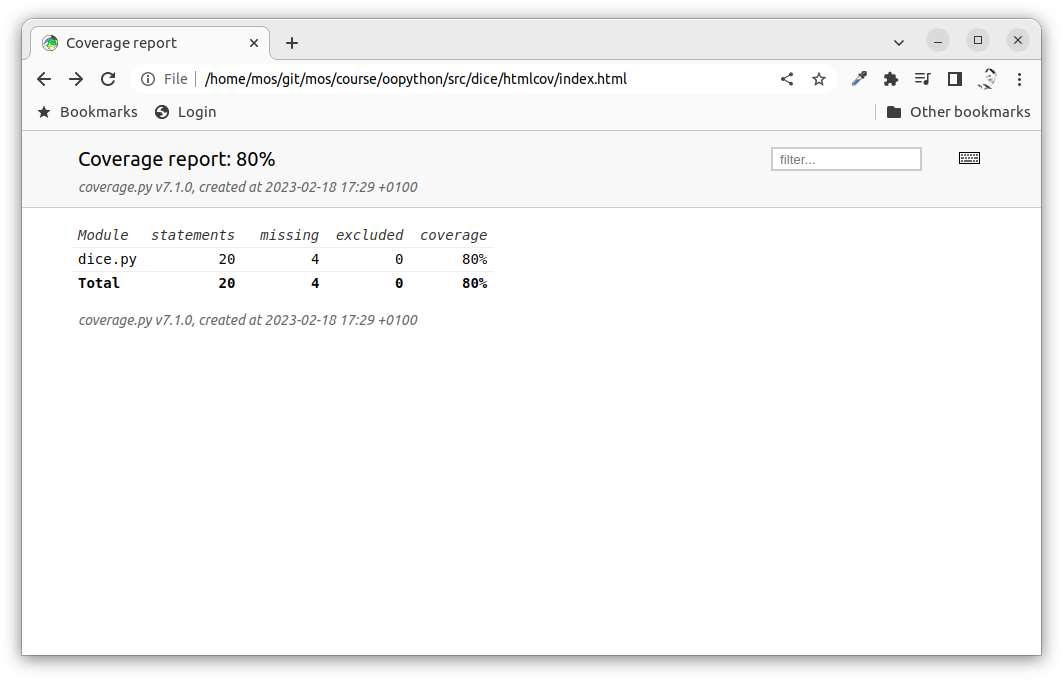 Coverage report
File /home/mos/git/mos/course/oopython/src/dice/htmlcov/index.html
Bookmarks Login Other bookmarks
Coverage report: 80% filter...
coverage.py v7.1.0, created at 2023-02-18 17:29 +0100
Module statements missing excluded coverage
dice.py 20 4 0 80%
Total 20 4 0 80%
coverage.py v7.1.0, created at 2023-02-18 17:29 +0100